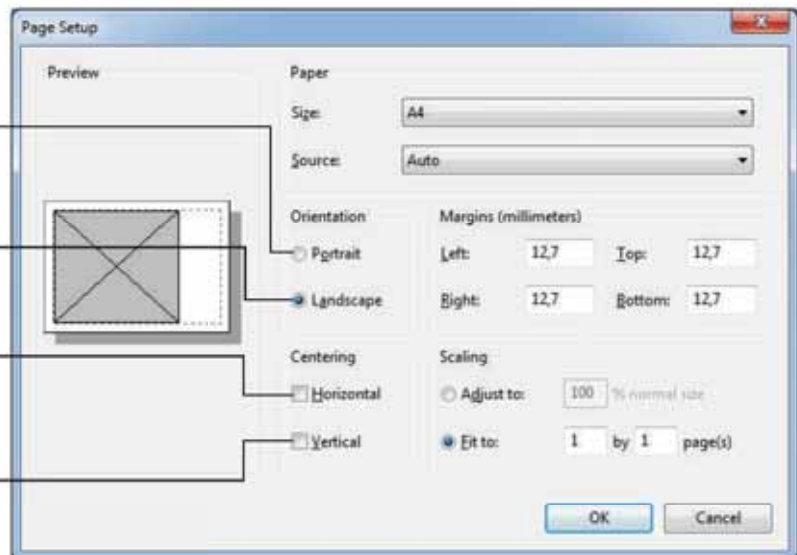 Page Setup
Preview
Paper
Size: A4
Source: Auto
Orientation
Portrait
Landscape
Margins (millimeters)
Left: 12,7 Top: 12,7
Right: 12,7 Bottom: 12,7
Centering
Horizontal
Vertical
Scaling
Adjust to: 100 % normal size
Fit to: 1 by 1 page(s)
OK Cancel